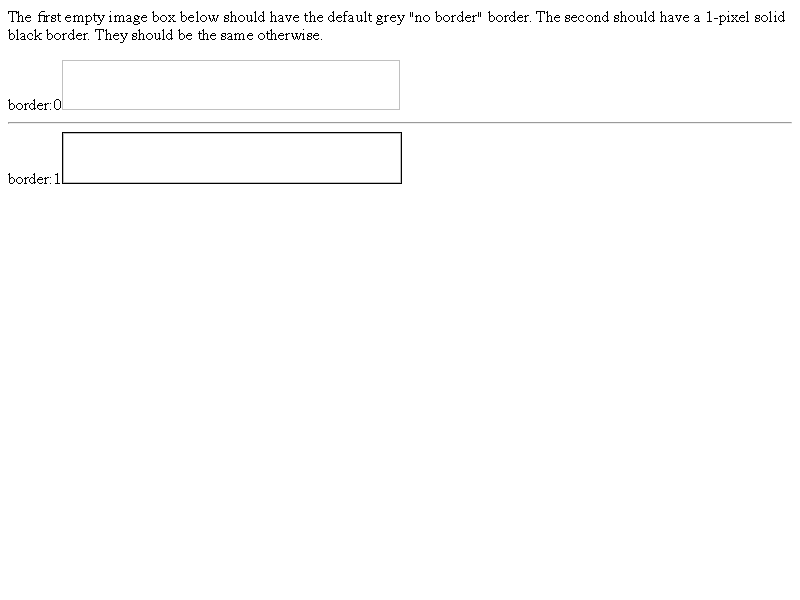 The first empty image box below should have the default grey "no border" border. The second should have a 1-pixel solid
black border. They should be the same otherwise.
border:0
border:1